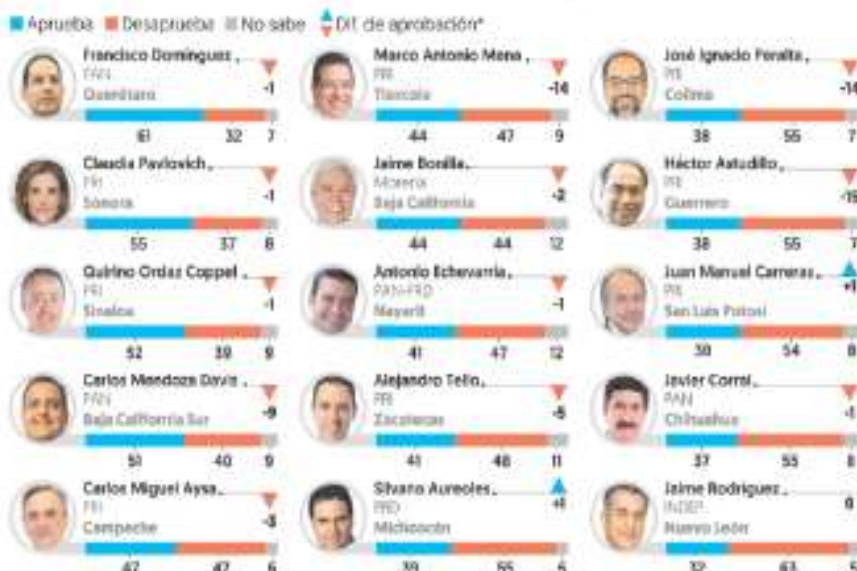 Aprueba Desaprueba No sabe Dif. de aprobación*
Francisco Domínguez
PAN
Querétaro
-1
61 32 7
Marco Antonio Mena
PRI
Tlaxcala
-14
44 47 9
José Ignacio Peralta
PRI
Colima
-14
38 55 7
Claudia Pavlovich
PRI
Sonora
-1
55 37 8
Jaime Bonilla
Morena
Baja California
-2
44 44 12
Héctor Astudillo
PRI
Guerrero
-15
38 55 7
Quirino Ordaz Coppel
PRI
Sinaloa
-1
52 39 9
Antonio Echevarría
PAN-PRD
Nayarit
-1
41 47 12
Juan Manuel Carreras
PRI
San Luis Potosí
+1
38 54 8
Carlos Mendoza Davis
PAN
Baja California Sur
-9
51 40 9
Alejandro Tello
PRI
Zacatecas
-5
41 48 11
Javier Corral
PAN
Chihuahua
-1
37 55 8
Carlos Miguel Aysa
PRI
Campeche
-3
47 47 6
Silvano Aureoles
PRD
Michoacán
+1
39 55 6
Jaime Rodríguez
INDEP.
Nuevo León
0
32 63 5